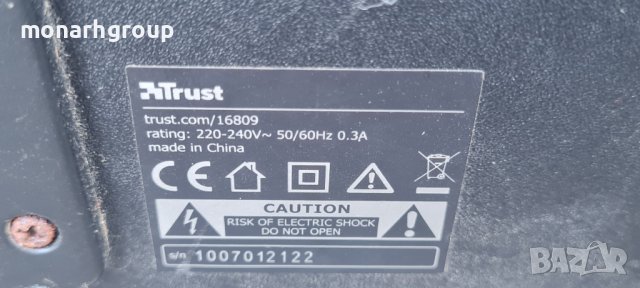 monarhgroup
Trust
trust.com/16809
rating: 220-240V~ 50/60Hz 0.3A
made in China
CE
CAUTION
RISK OF ELECTRIC SHOCK
DO NOT OPEN
s/n 1007012122
BAZAR